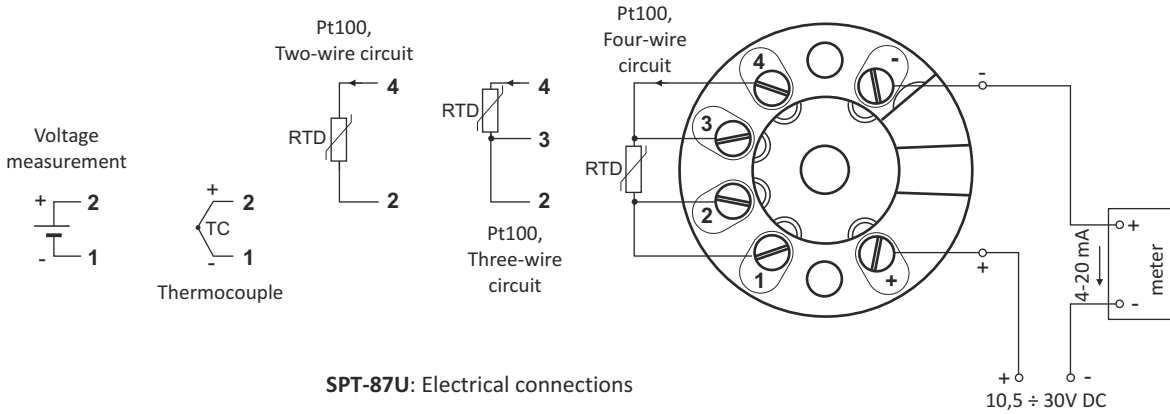 Voltage
measurement
+
2
-
1
+
2
TC
-
1
Thermocouple
Pt100,
Two-wire circuit
4
RTD
2
4
RTD
3
2
Pt100,
Three-wire
circuit
Pt100,
Four-wire
circuit
RTD
4
3
2
1
-
+
-
+
+
4-20 mA
meter
-
+
-
10,5 ÷ 30V DC
SPT-87U: Electrical connections